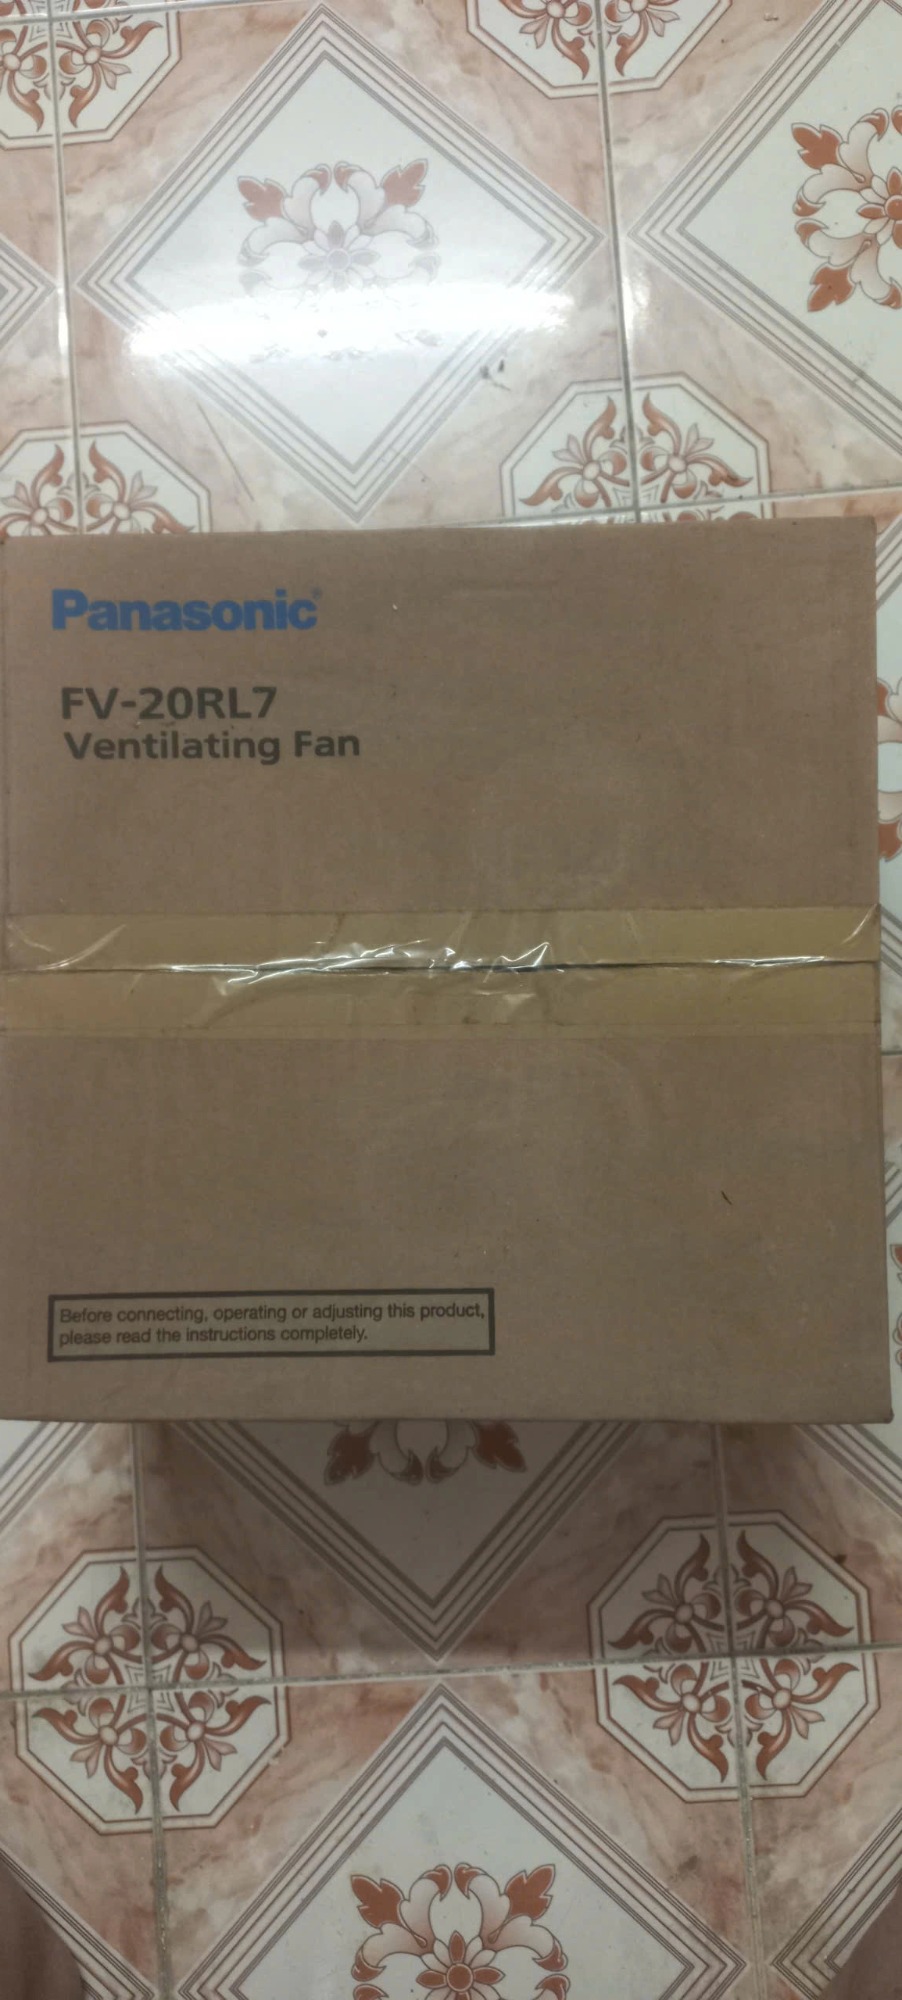 Panasonic®
FV-20RL7
Ventilating Fan
Before connecting, operating or adjusting this product,
please read the instructions completely.